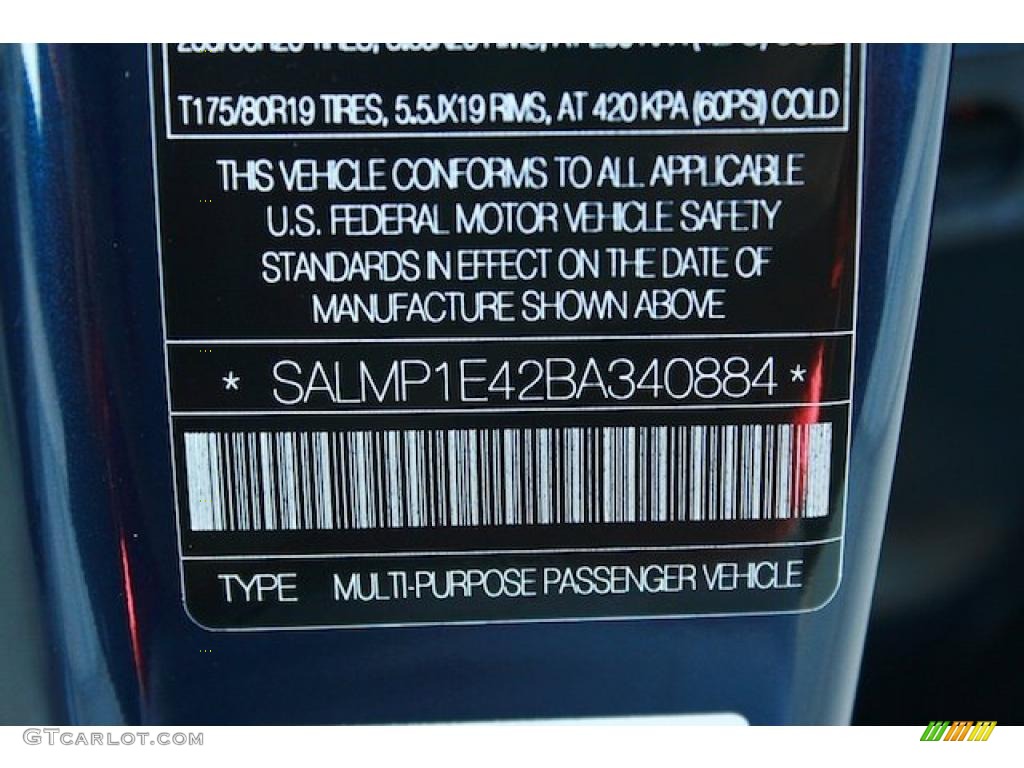 T175/80R19 TIRES, 5.5JX19 RMS, AT 420 KPA (60PSI) COLD
THIS VEHICLE CONFORMS TO ALL APPLICABLE
U.S. FEDERAL MOTOR VEHICLE SAFETY
STANDARDS IN EFFECT ON THE DATE OF
MANUFACTURE SHOWN ABOVE
* SALMP1E42BA340884 *
TYPE MULTI-PURPOSE PASSENGER VEHICLE
GTCarLot.com